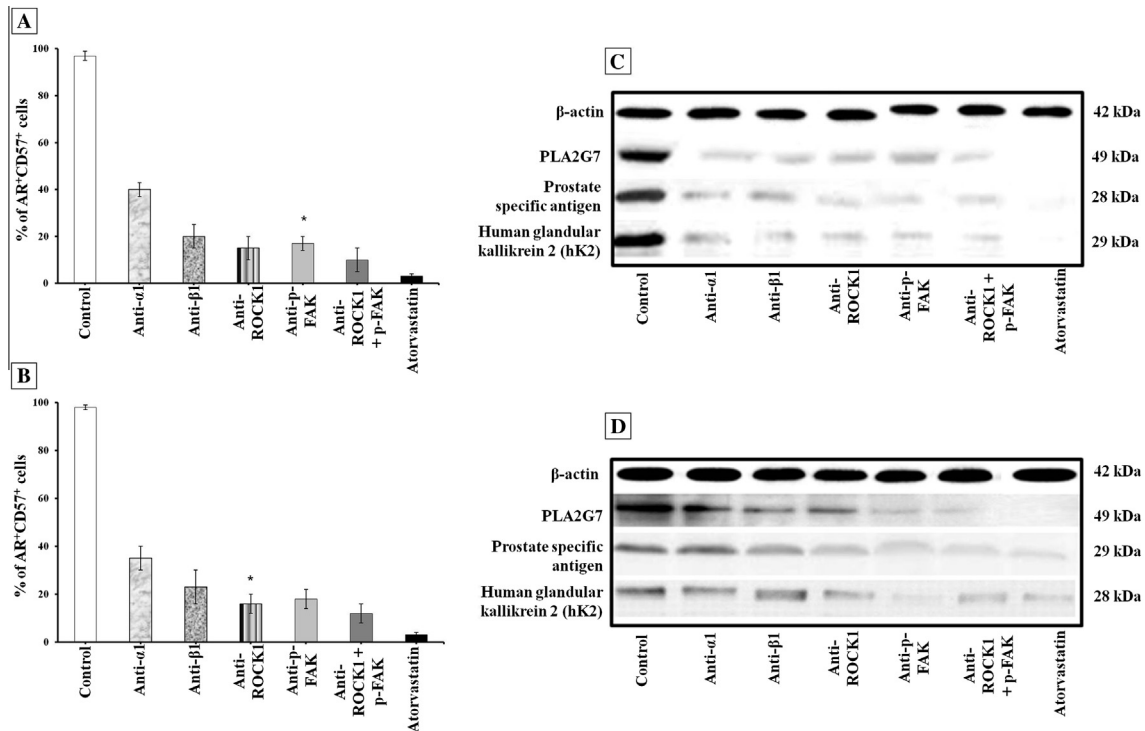 A
% of AR⁺CD57⁺ cells
100
80
60
40
20
0
*
Control
Anti-α1
Anti-β1
Anti-
ROCK1
Anti-p-
FAK
Anti-
ROCK1
+ p-FAK
Atorvastatin
B
% of AR⁺CD57⁺ cells
100
80
60
40
20
0
*
Control
Anti-α1
Anti-β1
Anti-
ROCK1
Anti-p-
FAK
Anti-
ROCK1 +
p-FAK
Atorvastatin
C
β-actin
42 kDa
PLA2G7
49 kDa
Prostate
specific antigen
28 kDa
Human glandular
kallikrein 2 (hK2)
29 kDa
Control
Anti-α1
Anti-β1
Anti-
ROCK1
Anti-p-
FAK
Anti-
ROCK1 +
p-FAK
Atorvastatin
D
β-actin
42 kDa
PLA2G7
49 kDa
Prostate specific
antigen
29 kDa
Human glandular
kallikrein 2 (hK2)
28 kDa
Control
Anti-α1
Anti-β1
Anti-
ROCK1
Anti-p-
FAK
Anti-
ROCK1
+ p-FAK
Atorvastatin